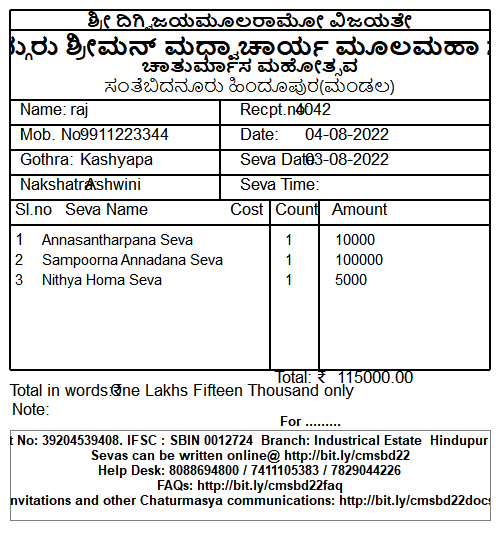 ಶ್ರೀ ದಿಗ್ವಿಜಯಮೂಲರಾಮೋ ವಿಜಯತೇ
ಶ್ರೀಮನ್ ಮಧ್ವಾಚಾರ್ಯ ಮೂಲಮಹಾ
ಚಾತುರ್ಮಾಸ ಮಹೋತ್ಸವ
ಸಂತೇಬಿದನೂರು ಹಿಂದೂಪುರ(ಮಂಡಲ)
Name: raj Recpt.no 4042
Mob. No 9911223344 Date: 04-08-2022
Gothra: Kashyapa Seva Date 03-08-2022
Nakshatra Ashwini Seva Time:
Sl.no Seva Name Cost Count Amount
1 Annasantharpana Seva 1 10000
2 Sampoorna Annadana Seva 1 100000
3 Nithya Homa Seva 1 5000
Total: ₹ 115000.00
Total in words:₹ One Lakhs Fifteen Thousand only
Note:
For .........
t No: 39204539408. IFSC : SBIN 0012724 Branch: Industrical Estate Hindupur
Sevas can be written online@ http://bit.ly/cmsbd22
Help Desk: 8088694800 / 7411105383 / 7829044226
FAQs: http://bit.ly/cmsbd22faq
nvitations and other Chaturmasya communications: http://bit.ly/cmsbd22docs